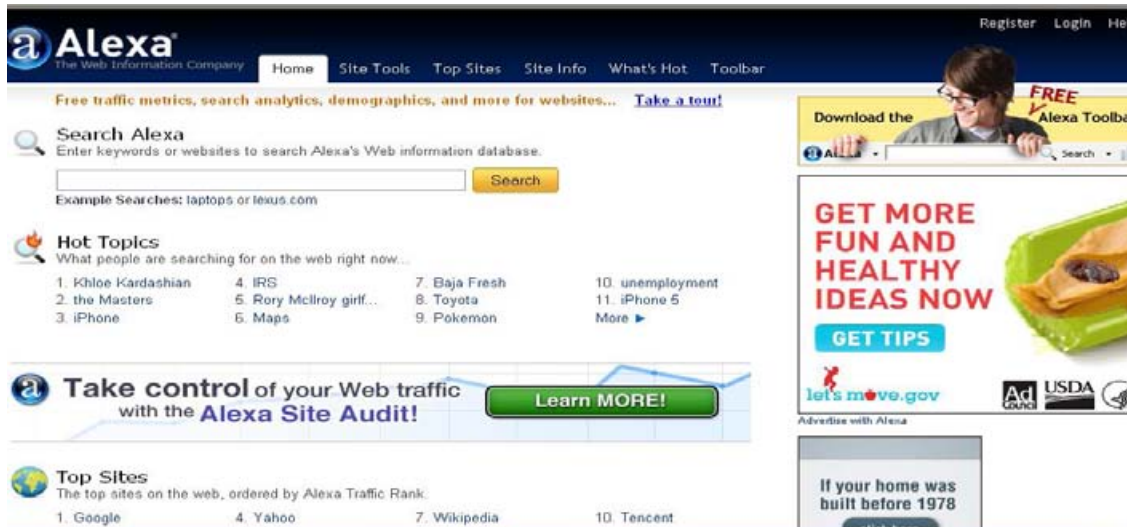 Register Login
Alexa
The Web Information Company
Home Site Tools Top Sites Site Info What's Hot Toolbar
Free traffic metrics, search analytics, demographics, and more for websites... Take a tour!
Search Alexa
Enter keywords or websites to search Alexa's Web information database.
Search
Example Searches: laptops or lexus.com
Hot Topics
What people are searching for on the web right now...
1. Khloe Kardashian 4. IRS 7. Baja Fresh 10. unemployment
2. the Masters 5. Rory McIlroy girlf... 8. Toyota 11. iPhone 5
3. iPhone 6. Maps 9. Pokemon More ►
Take control of your Web traffic
with the Alexa Site Audit!
Learn MORE!
Top Sites
The top sites on the web, ordered by Alexa Traffic Rank.
1. Google 4. Yahoo 7. Wikipedia 10. Tencent
FREE
Download the Alexa Toolba
Search
GET MORE
FUN AND
HEALTHY
IDEAS NOW
GET TIPS
let's move.gov
Ad
Council
USDA
Advertise with Alexa
If your home was
built before 1978